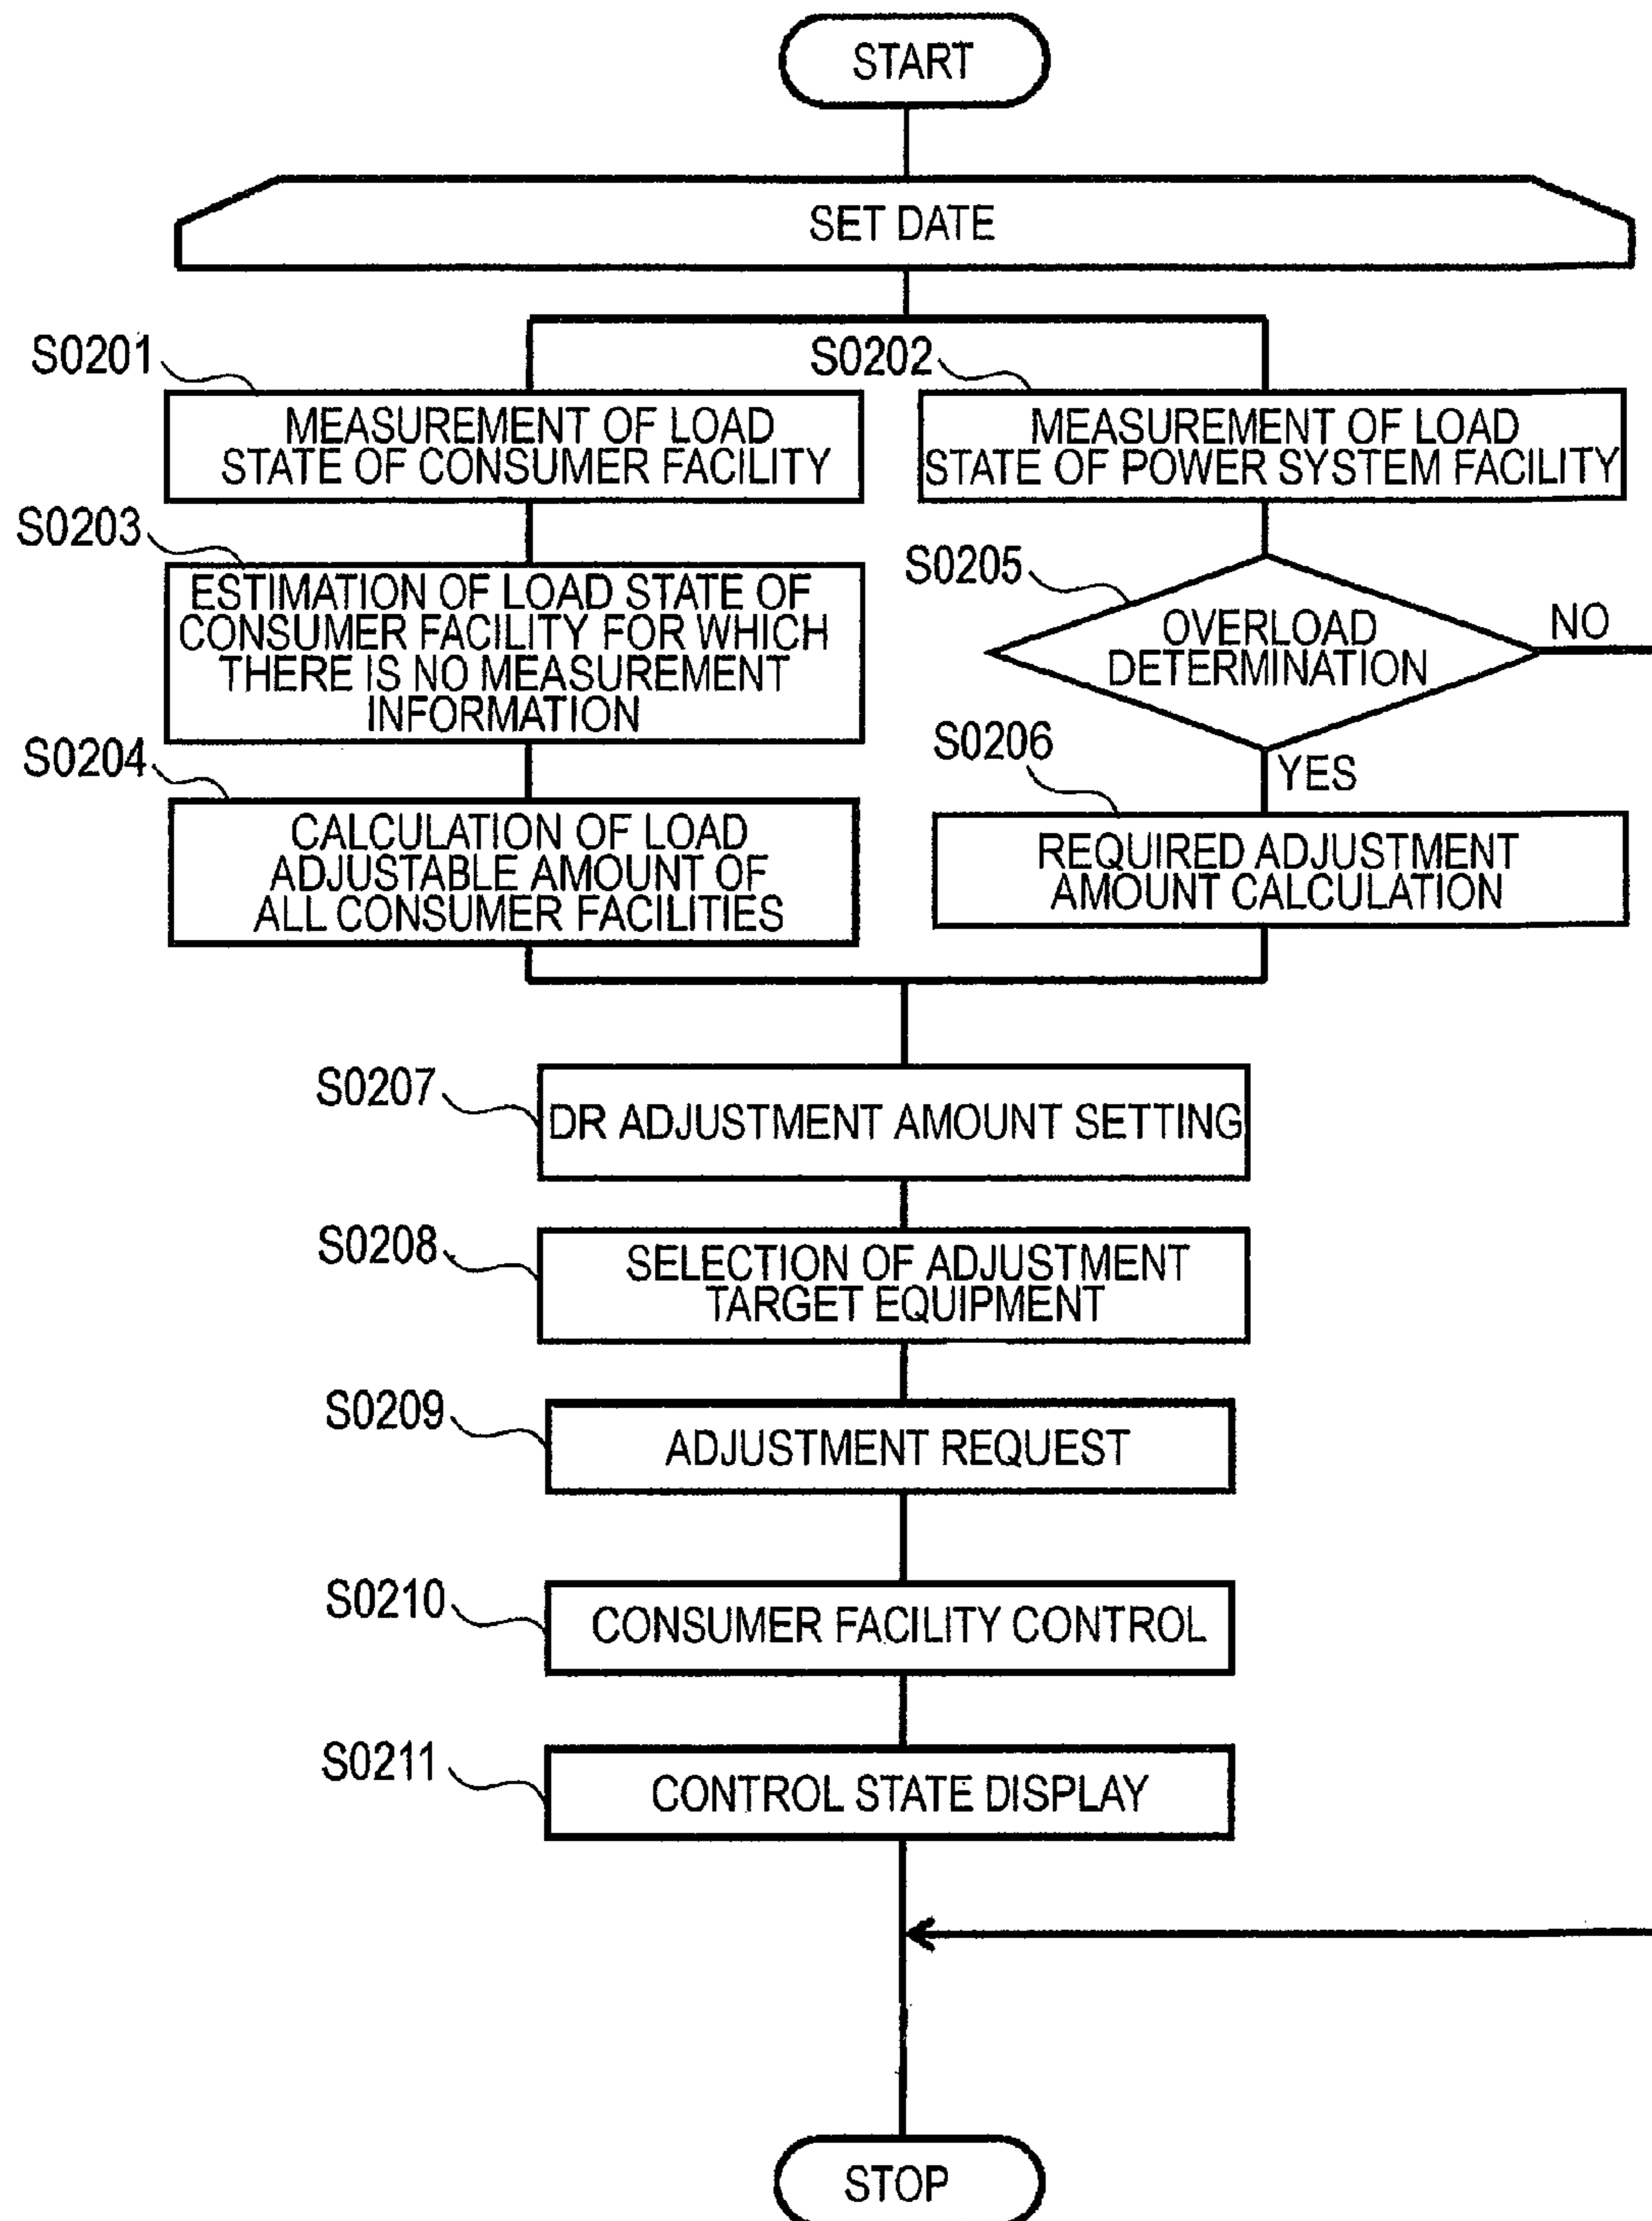 START
SET DATE
S0201
S0202
MEASUREMENT OF LOAD
STATE OF CONSUMER FACILITY
MEASUREMENT OF LOAD
STATE OF POWER SYSTEM FACILITY
S0203
ESTIMATION OF LOAD STATE OF
CONSUMER FACILITY FOR WHICH
THERE IS NO MEASUREMENT
INFORMATION
S0205
OVERLOAD
DETERMINATION
NO
S0204
CALCULATION OF LOAD
ADJUSTABLE AMOUNT OF
ALL CONSUMER FACILITIES
S0206
YES
REQUIRED ADJUSTMENT
AMOUNT CALCULATION
S0207
DR ADJUSTMENT AMOUNT SETTING
S0208
SELECTION OF ADJUSTMENT
TARGET EQUIPMENT
S0209
ADJUSTMENT REQUEST
S0210
CONSUMER FACILITY CONTROL
S0211
CONTROL STATE DISPLAY
STOP